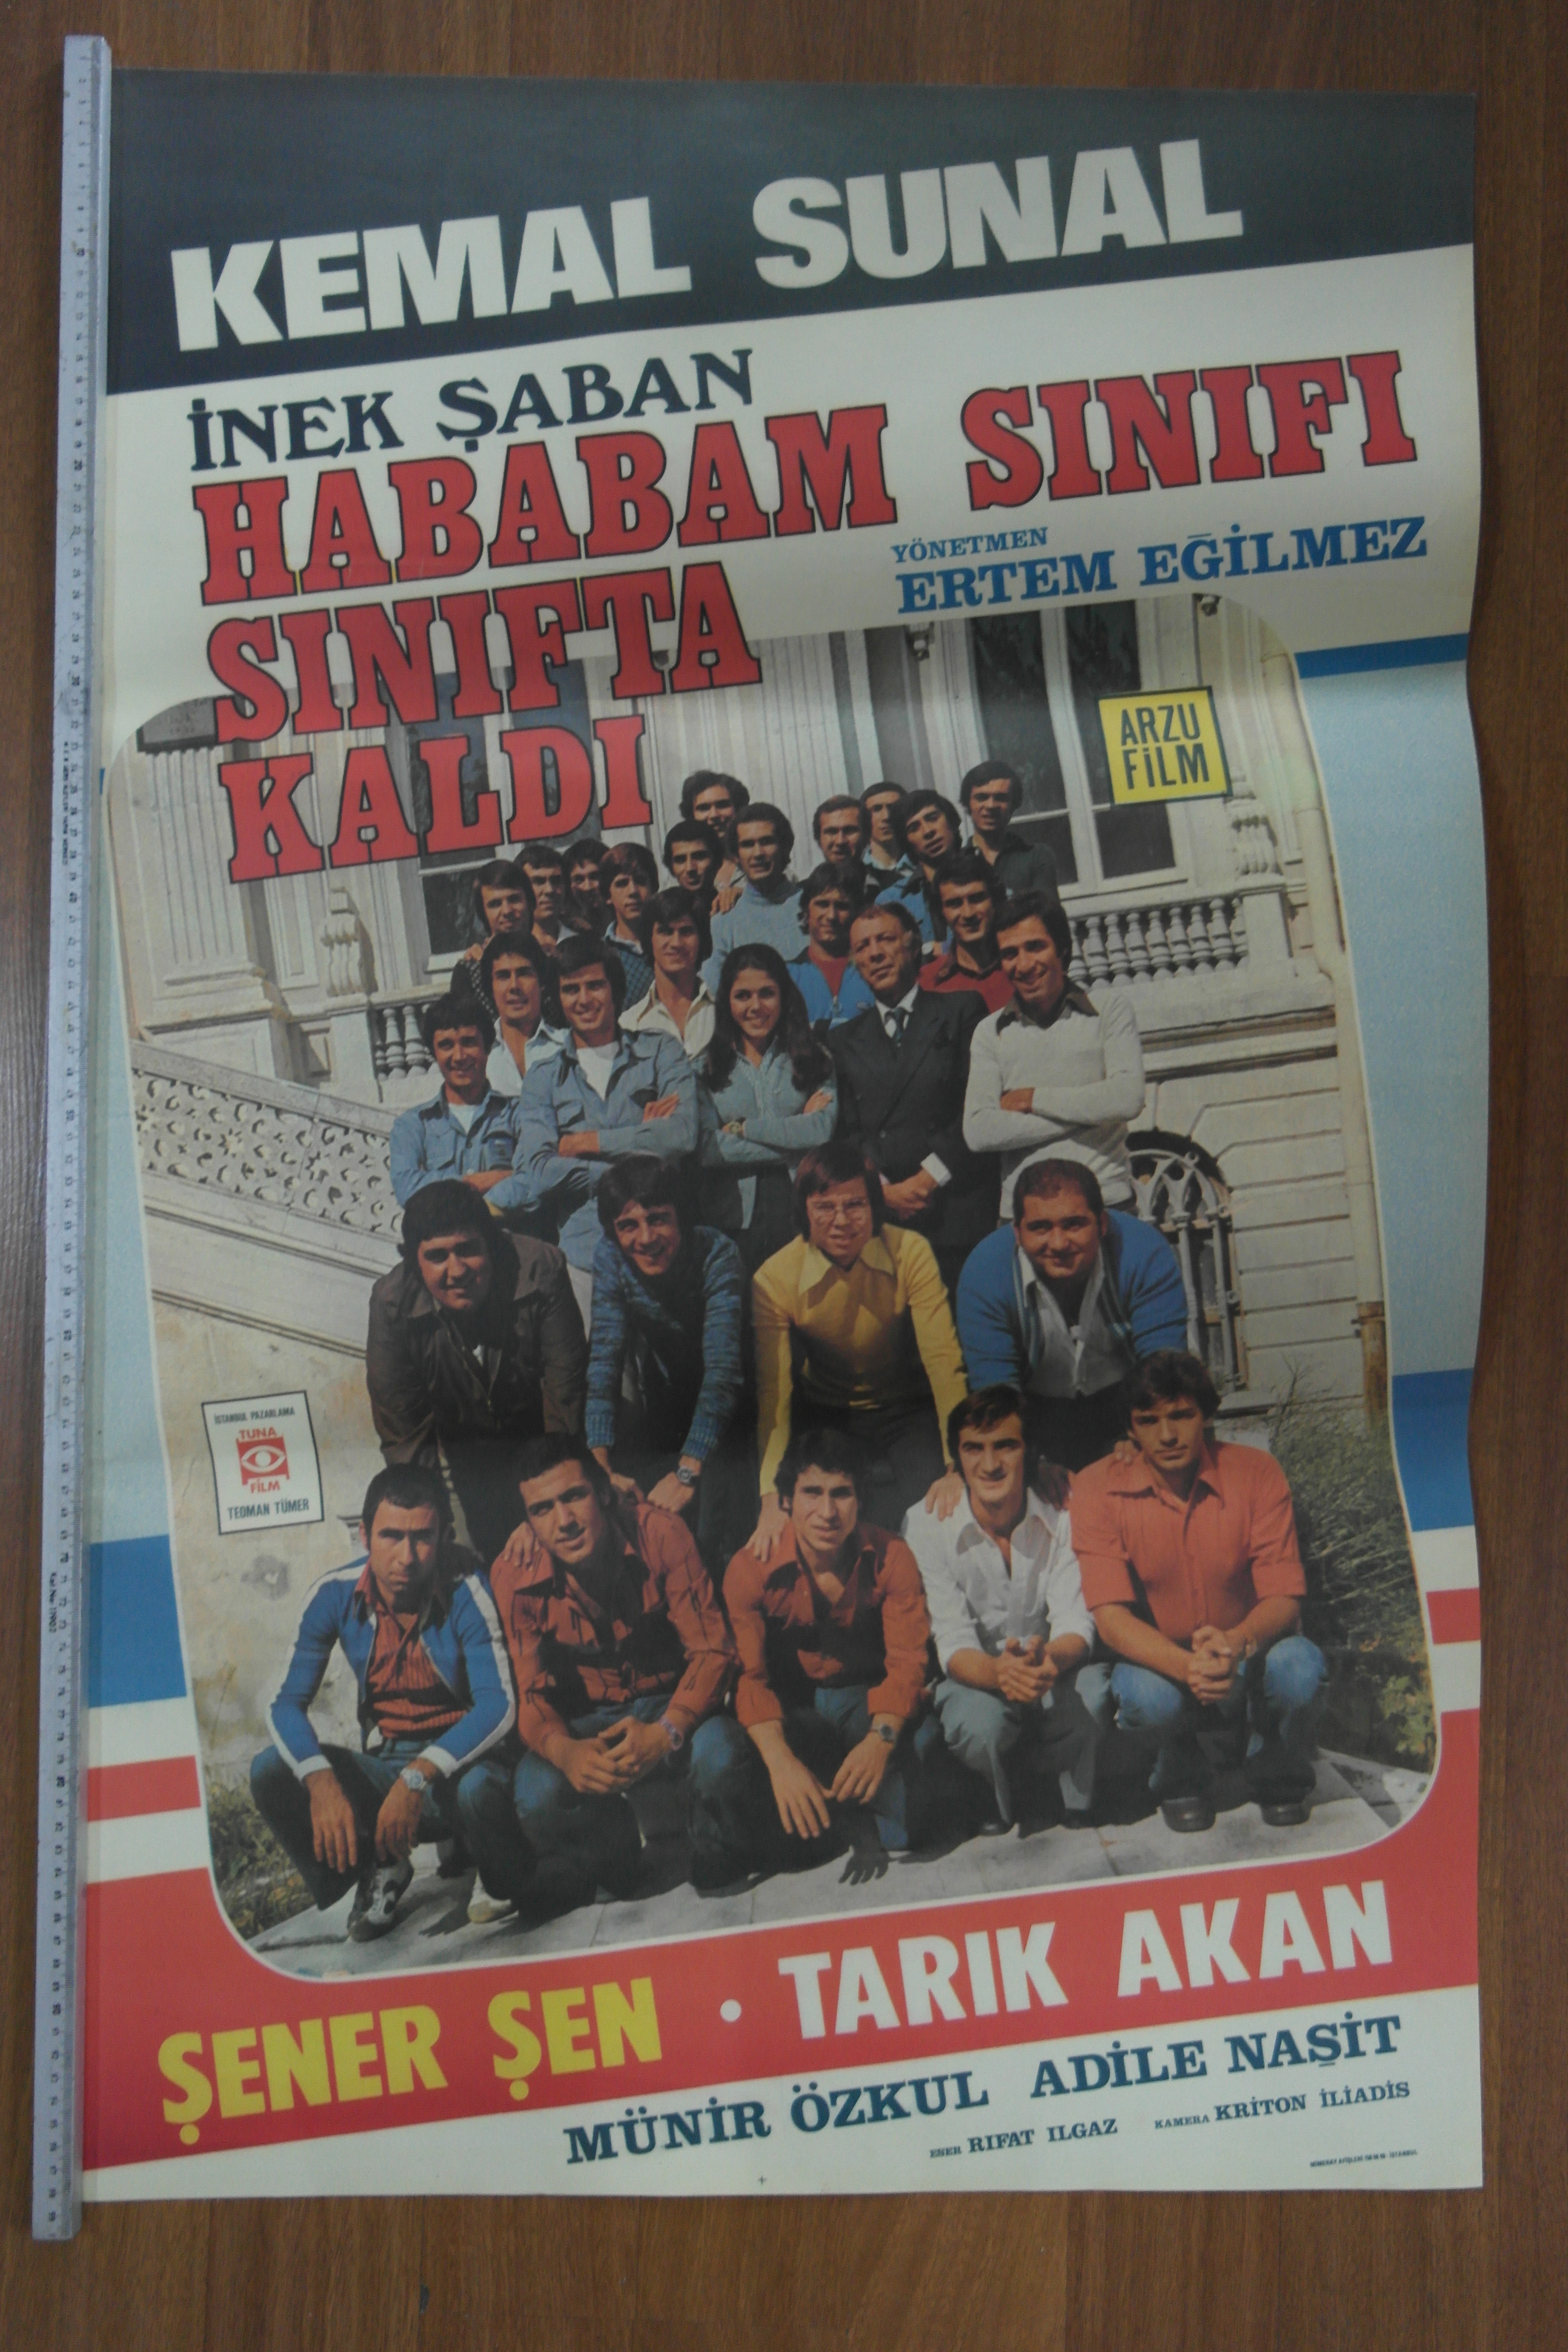 KEMAL SUNAL
İNEK ŞABAN
HABABAM SINIFI
SINIFTA
KALDI
YÖNETMEN
ERTEM EĞİLMEZ
ARZU
FİLM
İSTANBUL PAZARLAMA
TUNA
FİLM
TEOMAN TÜMER
ŞENER ŞEN • TARIK AKAN
MÜNİR ÖZKUL ADİLE NAŞİT
ESER RIFAT ILGAZ KAMERA KRİTON İLİADİS